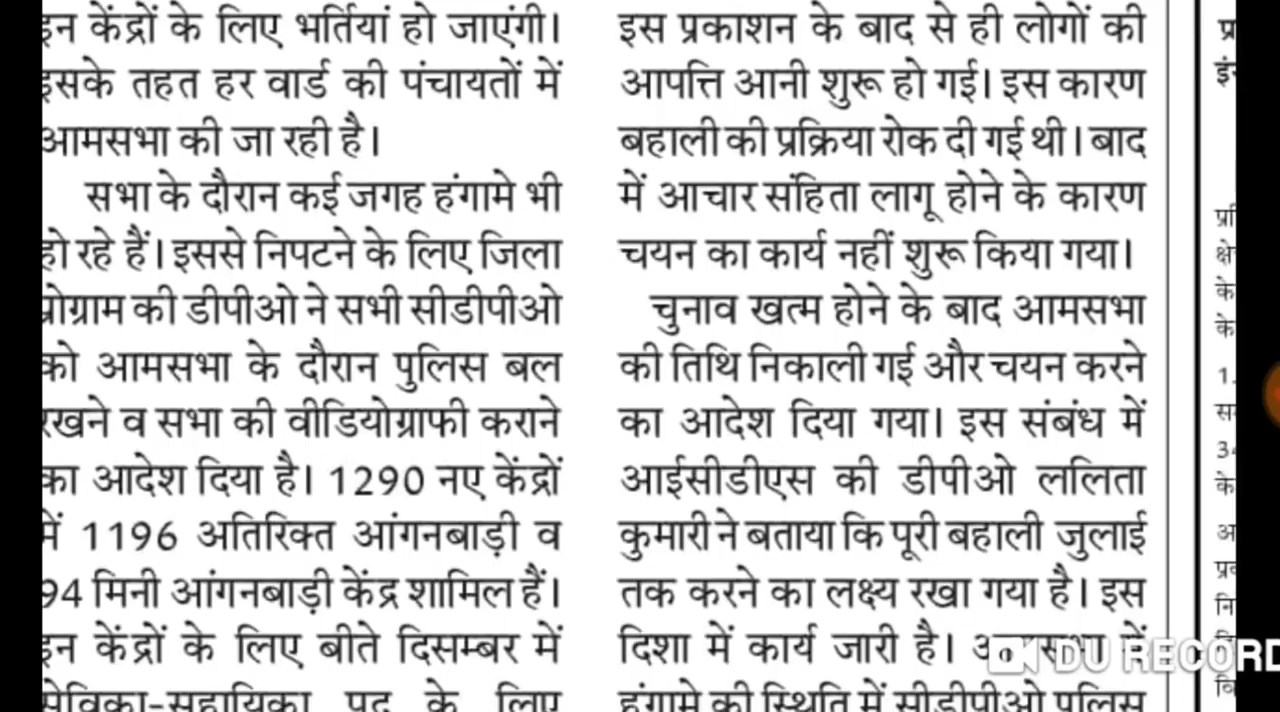 इन केंद्रों के लिए भर्तियां हो जाएंगी।
इसके तहत हर वार्ड की पंचायतों में
आमसभा की जा रही है।
सभा के दौरान कई जगह हंगामे भी
हो रहे हैं। इससे निपटने के लिए जिला
प्रोग्राम की डीपीओ ने सभी सीडीपीओ
को आमसभा के दौरान पुलिस बल
रखने व सभा की वीडियोग्राफी कराने
का आदेश दिया है। 1290 नए केंद्रों
में 1196 अतिरिक्त आंगनबाड़ी व
94 मिनी आंगनबाड़ी केंद्र शामिल हैं।
इन केंद्रों के लिए बीते दिसम्बर में
सेविका-सहायिका पद के लिए
इस प्रकाशन के बाद से ही लोगों की
आपत्ति आनी शुरू हो गई। इस कारण
बहाली की प्रक्रिया रोक दी गई थी। बाद
में आचार संहिता लागू होने के कारण
चयन का कार्य नहीं शुरू किया गया।
चुनाव खत्म होने के बाद आमसभा
की तिथि निकाली गई और चयन करने
का आदेश दिया गया। इस संबंध में
आईसीडीएस की डीपीओ ललिता
कुमारी ने बताया कि पूरी बहाली जुलाई
तक करने का लक्ष्य रखा गया है। इस
दिशा में कार्य जारी है। में
हंगामे की स्थिति में सीडीपीओ पुलिस
DU RECORD